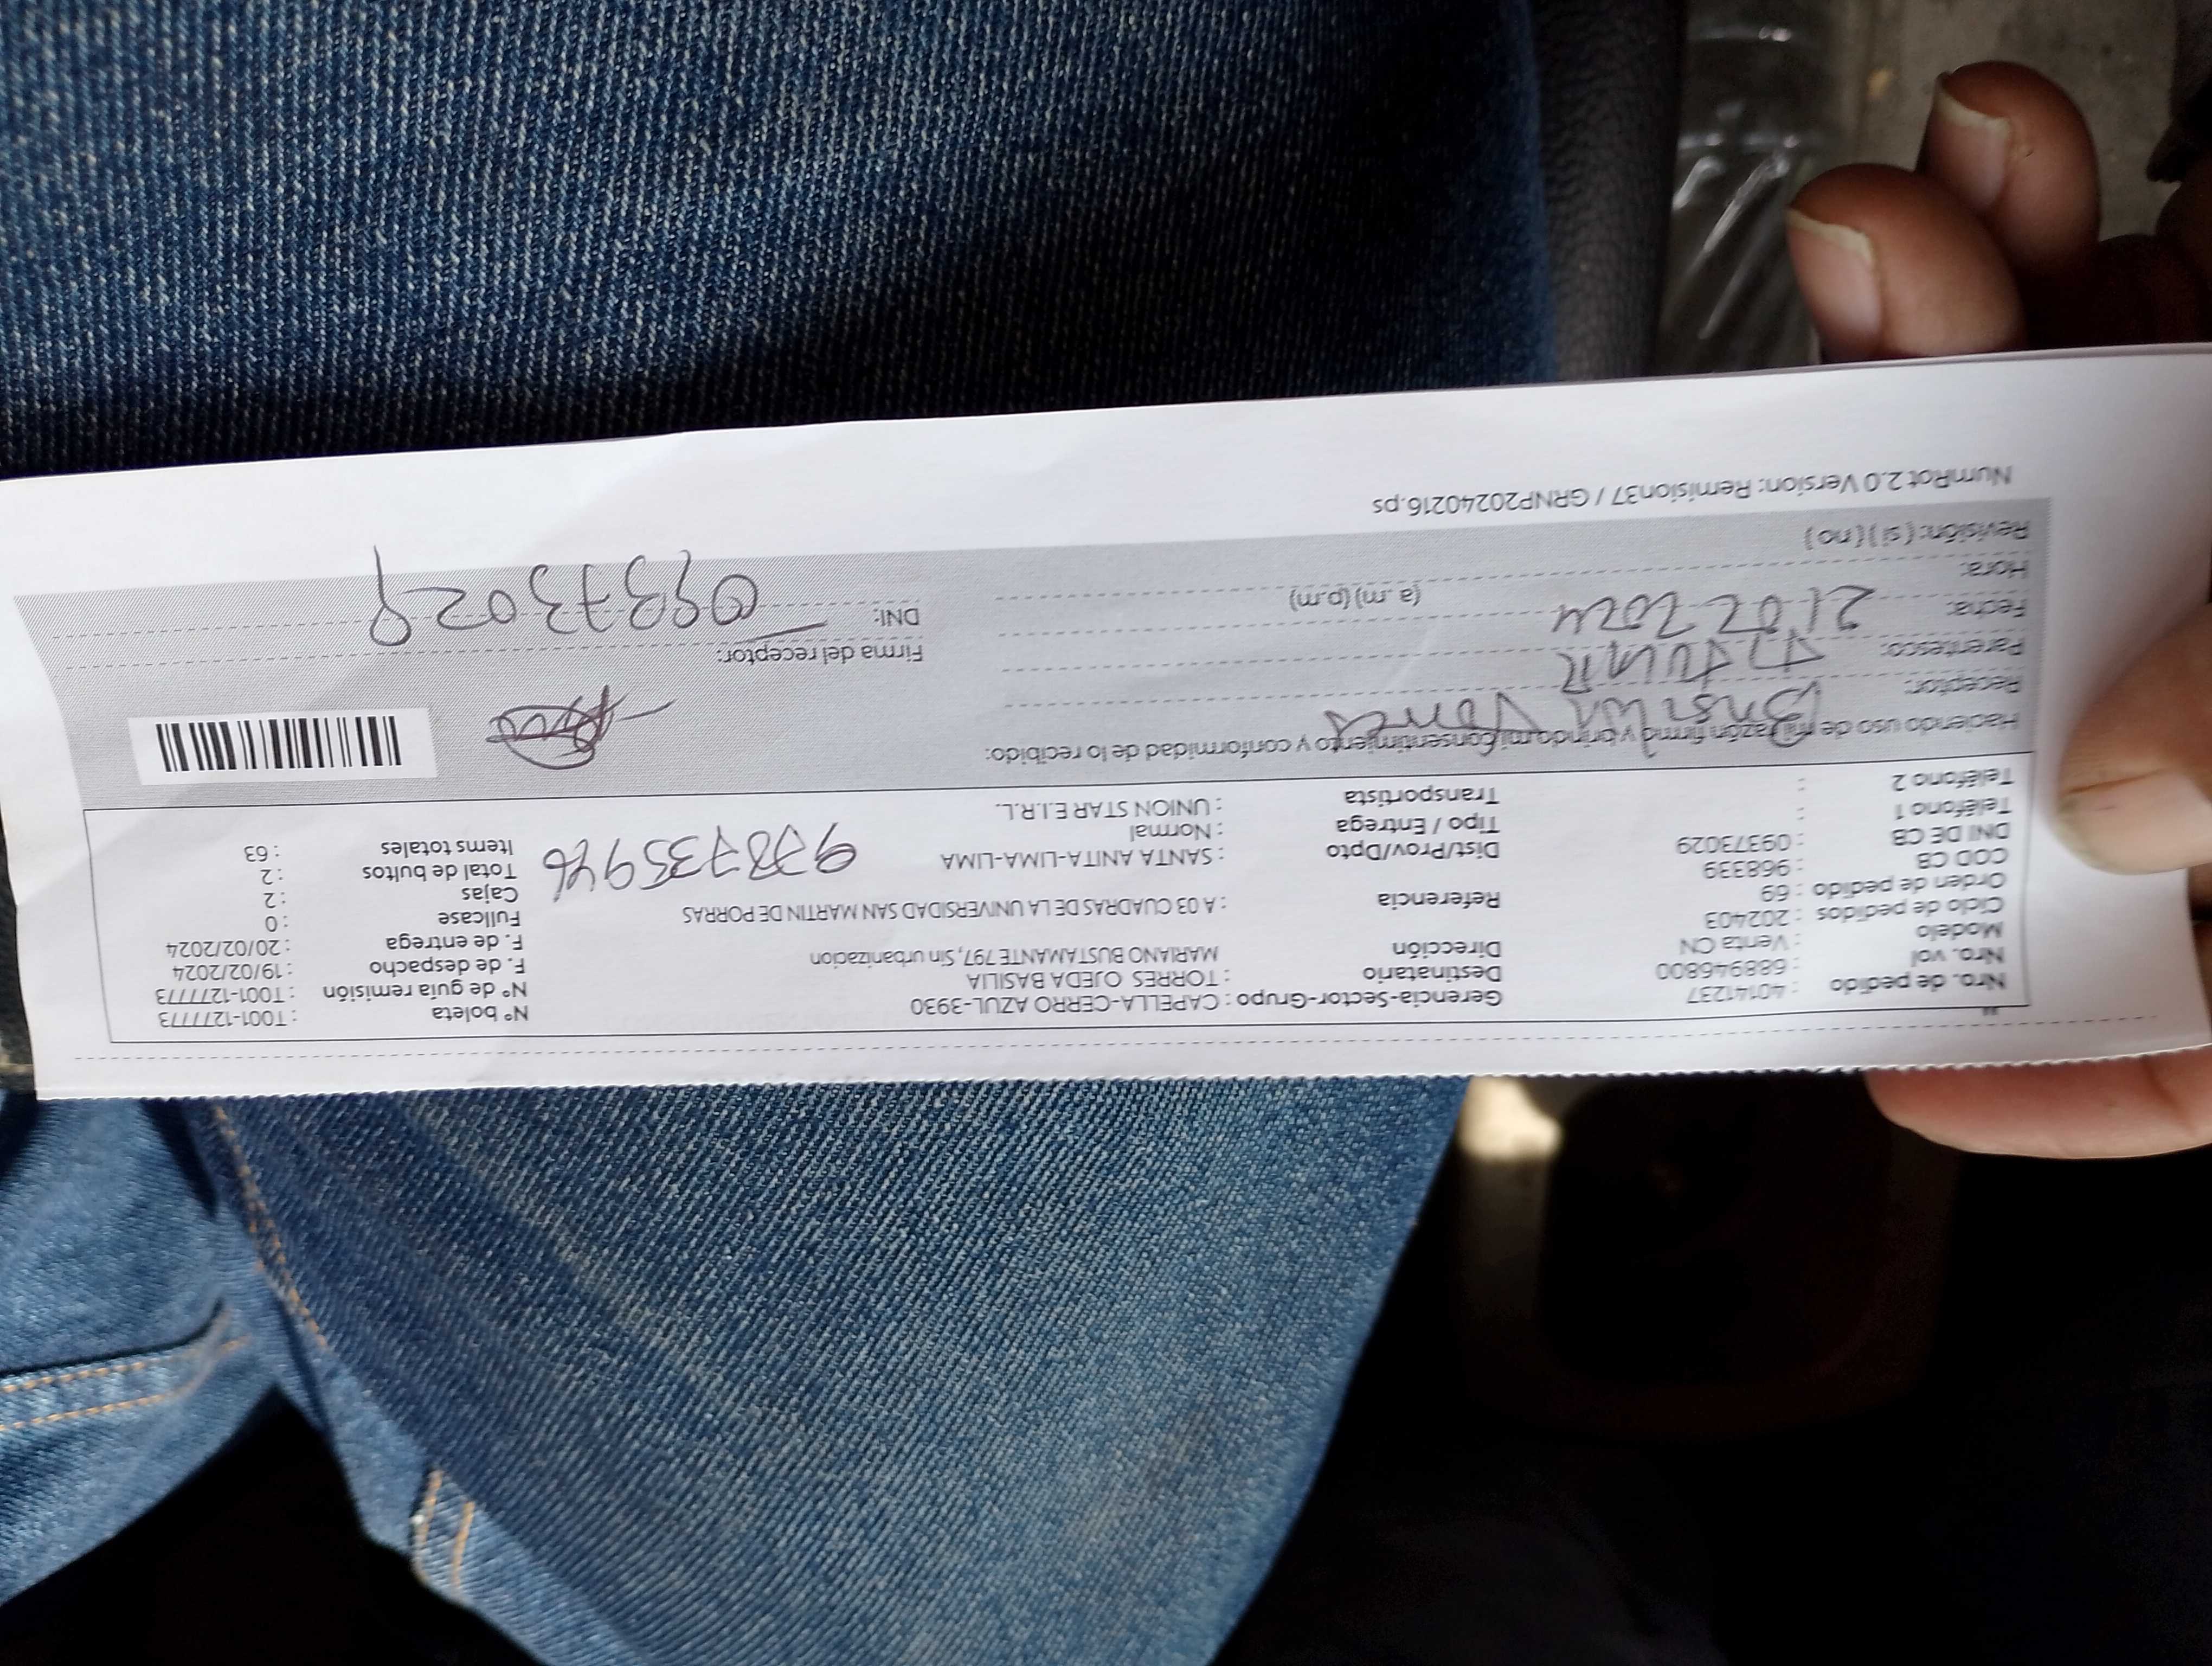 Nro. de pedido : 40141237
Nro. vol : 688946800
Modelo : Venta CN
Ciclo de pedidos : 202403
Orden de pedido : 69
COD CB : 968339
DNI DE CB : 09373029
Teléfono 1 :
Teléfono 2 :
Gerencia-Sector-Grupo : CAPELLA-CERRO AZUL-3930
Destinatario : TORRES OJEDA BASILIA
Dirección MARIANO BUSTAMANTE 797, Sin urbanizacion
Referencia : A 03 CUADRAS DE LA UNIVERSIDAD SAN MARTIN DE PORRAS
Dist/Prov/Dpto : SANTA ANITA-LIMA-LIMA
Tipo / Entrega : Normal
Transportista : UNION STAR E.I.R.L.
938735946
N° boleta : T001-1277773
N° de guía remisión : T001-1277773
F. de despacho : 19/02/2024
F. de entrega : 20/02/2024
Fullcase : 0
Cajas : 2
Total de bultos : 2
Items totales : 63
Haciendo uso de mi razón firmo y brindo mi consentimiento y conformidad de lo recibido:
Receptor: Basilia Torres
Parentesco: Titular
Fecha: 21 02 2024
Hora: (a.m)(p.m)
Revisión: (si) (no)
Firma del receptor:
DNI: 09373029
NumRot 2.0 Version: Remision37 / GRNP20240216.ps